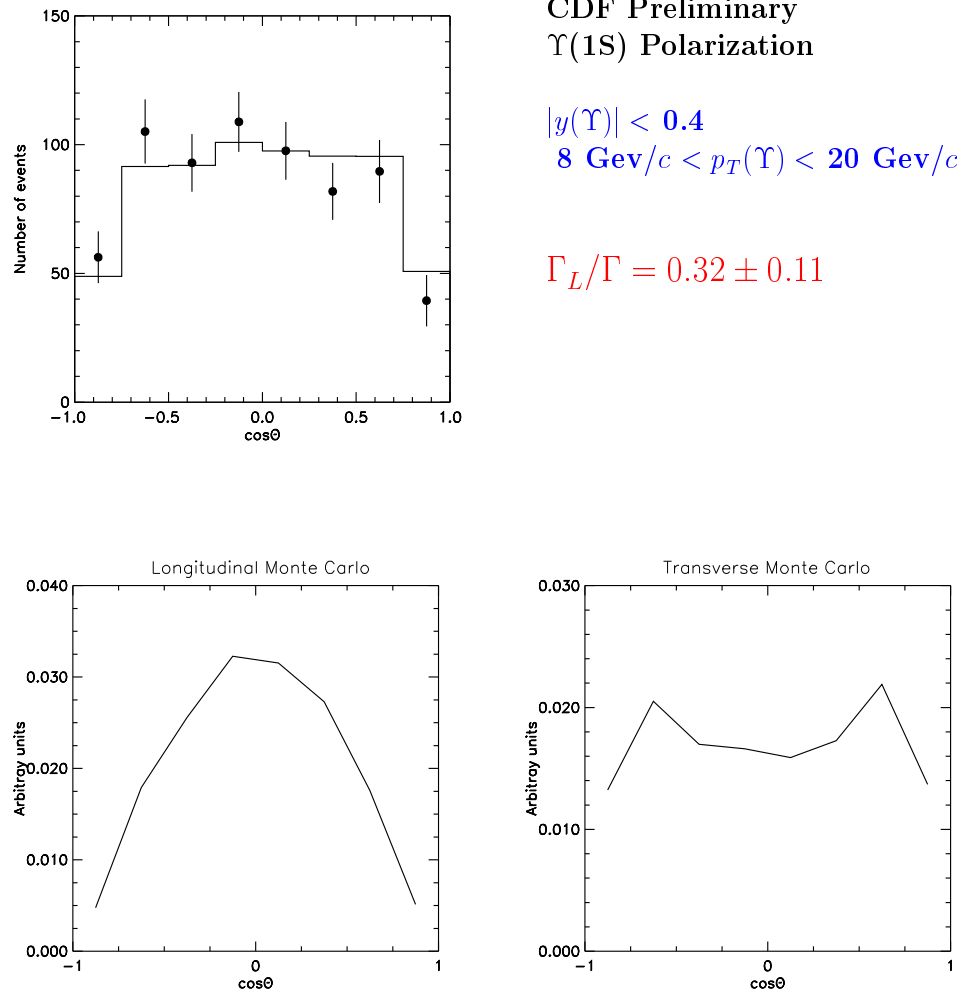 CDF Preliminary
ϒ(1S) Polarization
|y(ϒ)| < 0.4
8 Gev/c < p_T(ϒ) < 20 Gev/c
Γ_L/Γ = 0.32 ± 0.11
150
100
50
0
Number of events
−1.0 −0.5 0.0 0.5 1.0
cosΘ
Longitudinal Monte Carlo
0.040
0.030
0.020
0.010
0.000
Arbitray units
−1 0 1
cosΘ
Transverse Monte Carlo
0.030
0.020
0.010
0.000
Arbitray units
−1 0 1
cosΘ